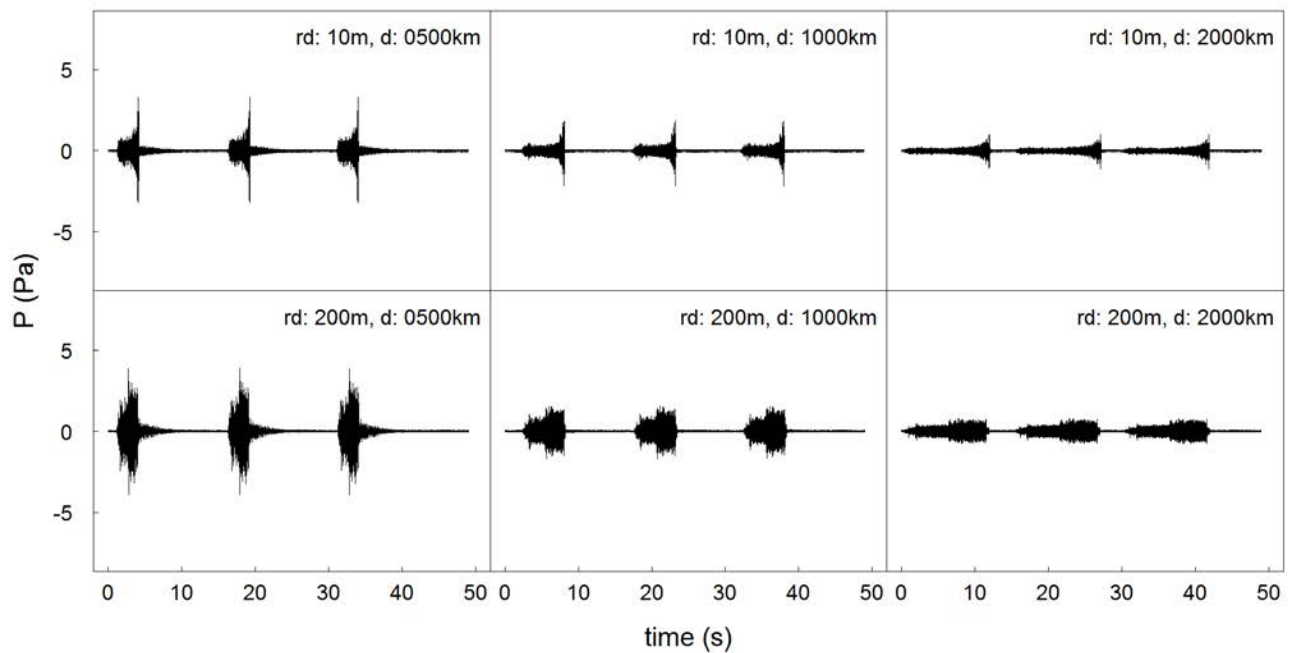 rd: 10m, d: 0500km
rd: 10m, d: 1000km
rd: 10m, d: 2000km
5
0
-5
P (Pa)
rd: 200m, d: 0500km
rd: 200m, d: 1000km
rd: 200m, d: 2000km
5
0
-5
0 10 20 30 40 50 0 10 20 30 40 50 0 10 20 30 40 50
time (s)